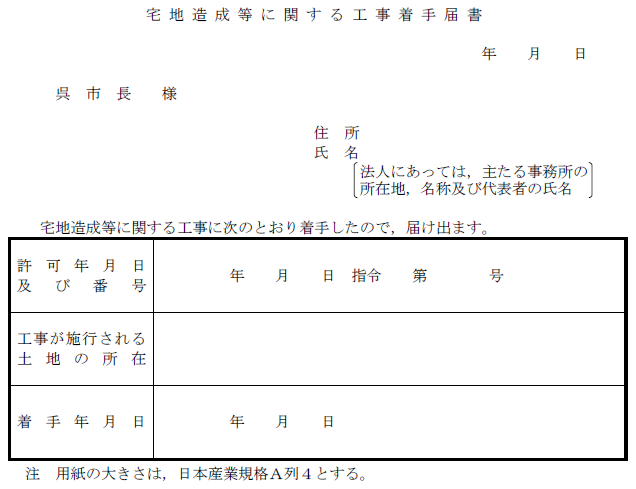 宅地造成等に関する工事着手届書
年　　月　　日
呉　市　長　　様
住　所
氏　名
法人にあっては，主たる事務所の
所在地，名称及び代表者の氏名
宅地造成等に関する工事に次のとおり着手したので，届け出ます。
許可年月日
及び番号
年　　月　　日　指令　　第　　　　号
工事が施行される
土地の所在
着手年月日
年　　月　　日
注　用紙の大きさは，日本産業規格Ａ列４とする。